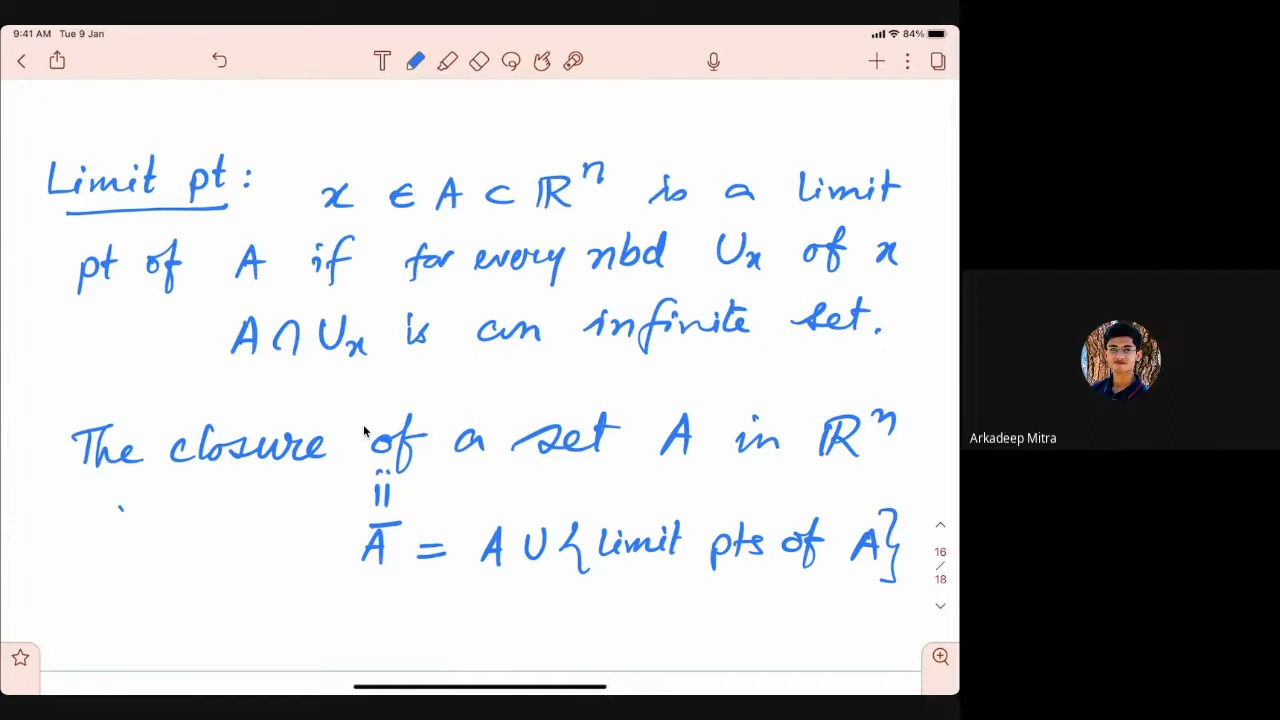 9:41 AM Tue 9 Jan
84%
Limit pt: x ∈ A ⊂ ℝⁿ is a limit
pt of A if for every nbd Uₓ of x
A ∩ Uₓ is an infinite set.
The closure of a set A in ℝⁿ
Ā = A ∪ {limit pts of A}
16
/
18
Arkadeep Mitra